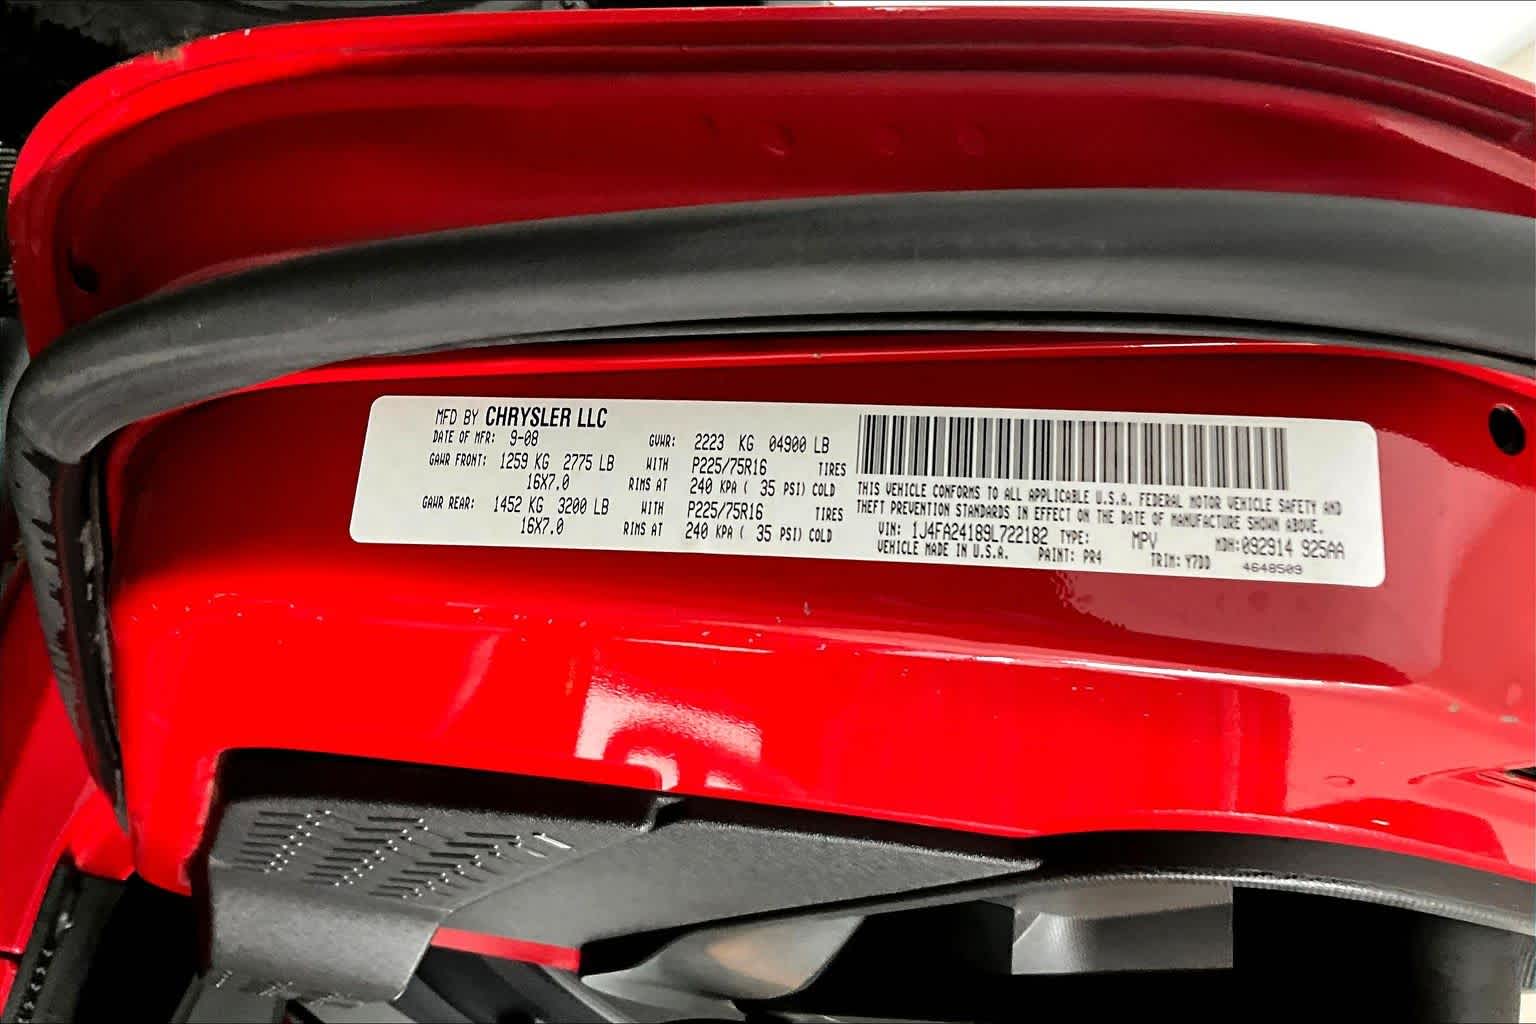 MFD BY CHRYSLER LLC
DATE OF MFR: 9-08 GVWR: 2223 KG 04900 LB
GAWR FRONT: 1259 KG 2775 LB WITH P225/75R16 TIRES
16X7.0 RIMS AT 240 KPA ( 35 PSI) COLD
GAWR REAR: 1452 KG 3200 LB WITH P225/75R16 TIRES
16X7.0 RIMS AT 240 KPA ( 35 PSI) COLD
THIS VEHICLE CONFORMS TO ALL APPLICABLE U.S.A. FEDERAL MOTOR VEHICLE SAFETY AND
THEFT PREVENTION STANDARDS IN EFFECT ON THE DATE OF MANUFACTURE SHOWN ABOVE.
VIN: 1J4FA24189L722182 TYPE: MPV MDH:092914 925AA
VEHICLE MADE IN U.S.A. PAINT: PR4 TRIM: Y7DD 4648509